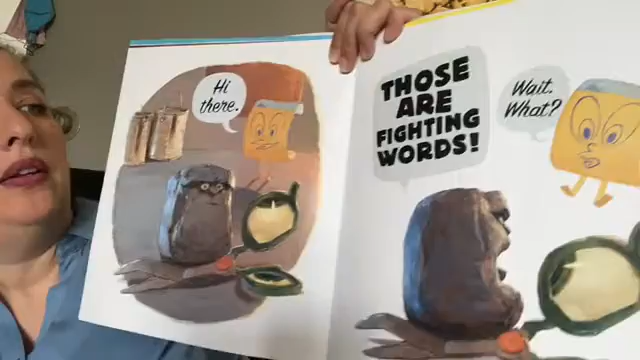 Hi
there.
THOSE
ARE
FIGHTING
WORDS!
Wait.
What?